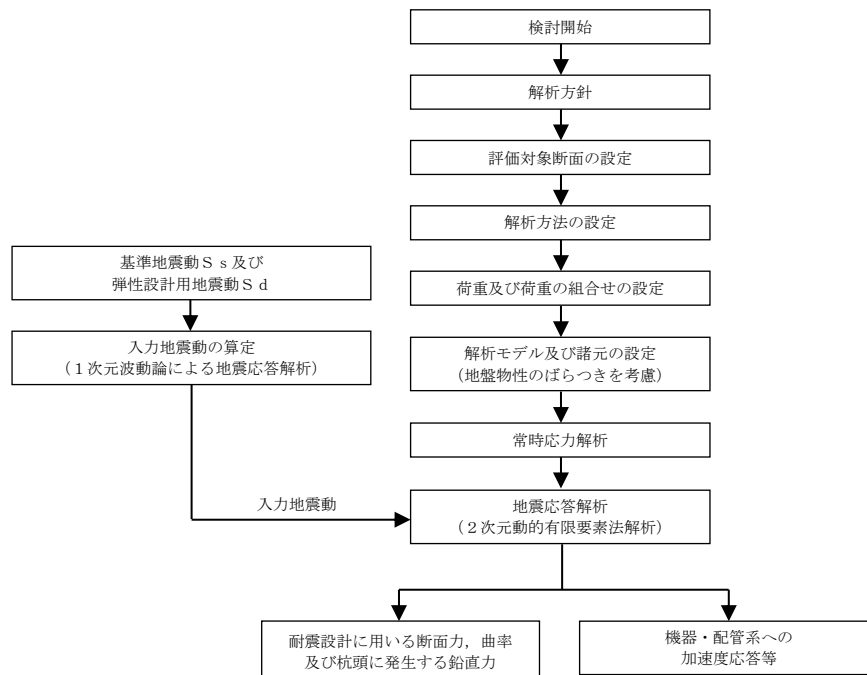 検討開始
解析方針
評価対象断面の設定
解析方法の設定
基準地震動Ｓｓ及び
弾性設計用地震動Ｓｄ
荷重及び荷重の組合せの設定
入力地震動の算定
（１次元波動論による地震応答解析）
解析モデル及び諸元の設定
（地盤物性のばらつきを考慮）
常時応力解析
入力地震動
地震応答解析
（２次元動的有限要素法解析）
耐震設計に用いる断面力，曲率
及び杭頭に発生する鉛直力
機器・配管系への
加速度応答等